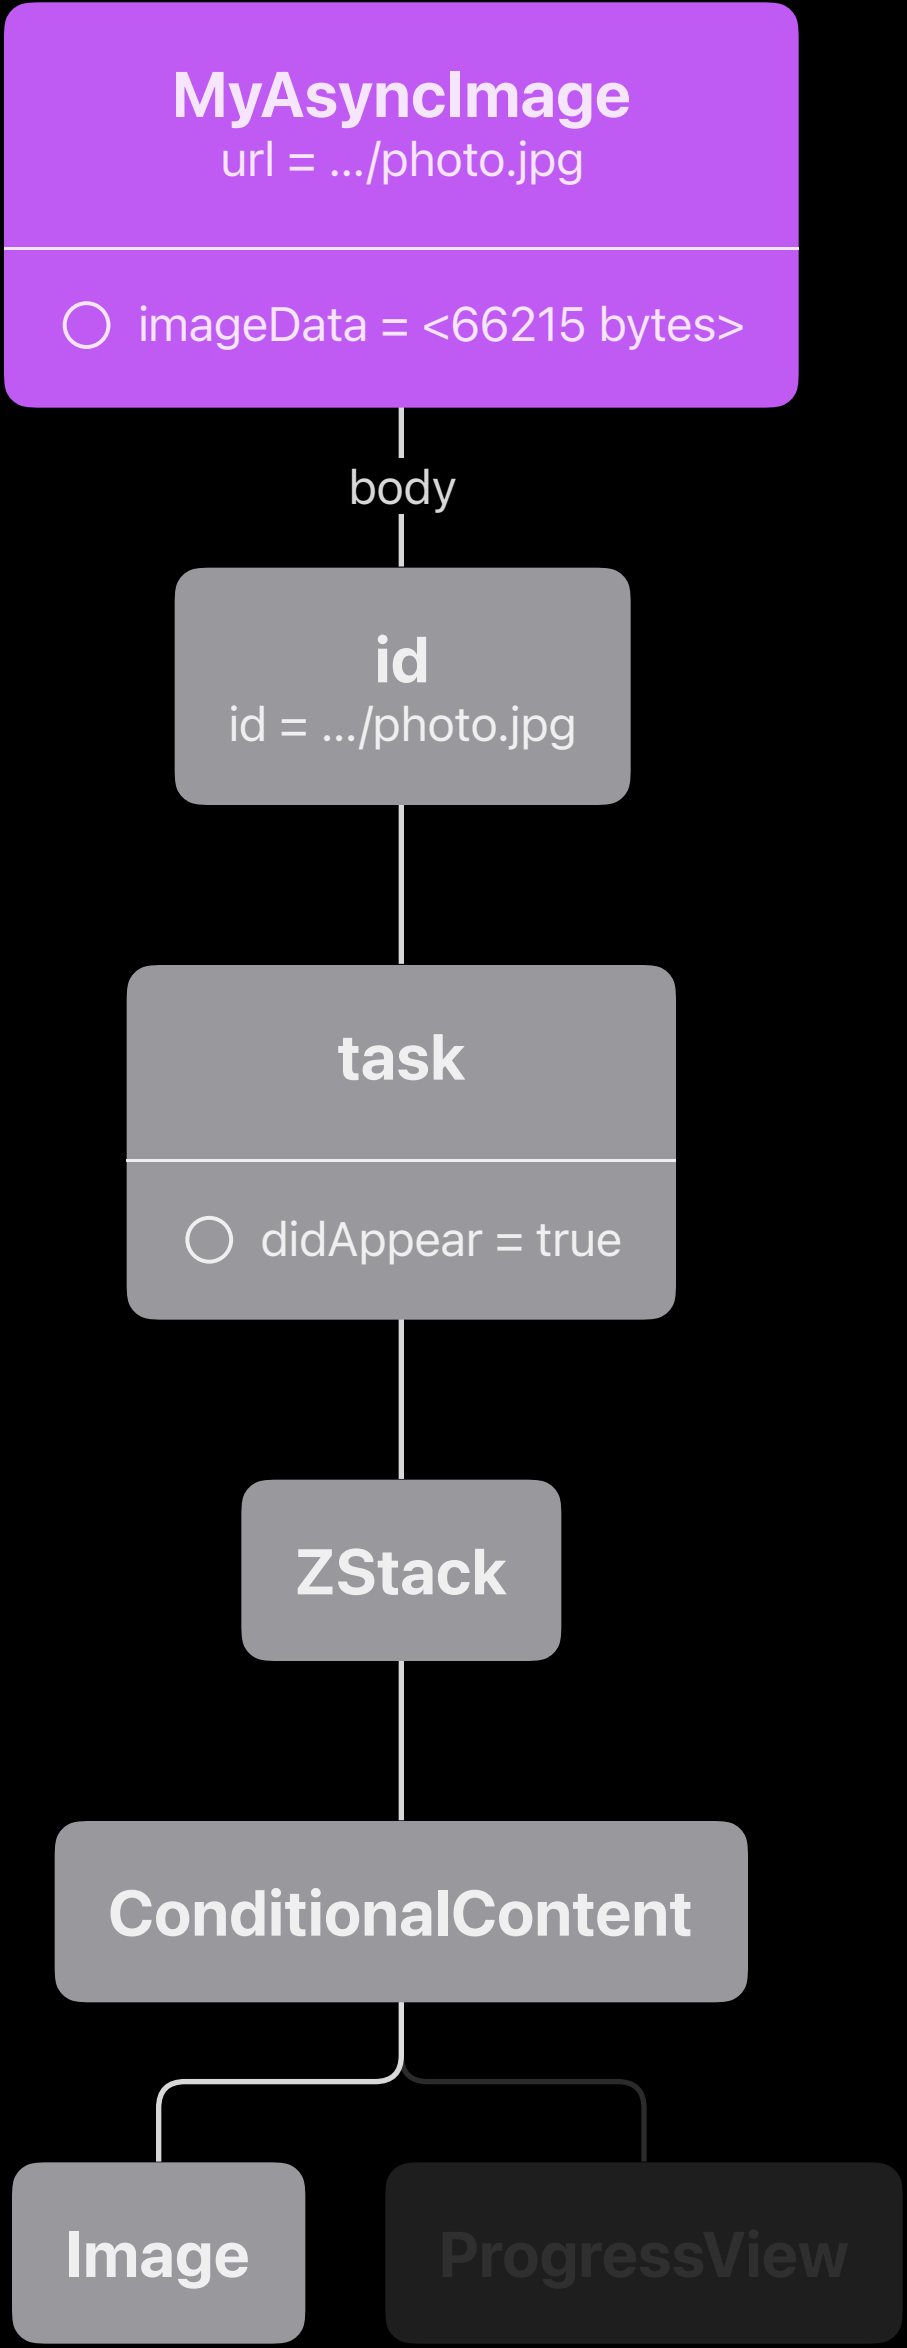 MyAsyncImage
url = .../photo.jpg
imageData = <66215 bytes>
body
id
id = .../photo.jpg
task
didAppear = true
ZStack
ConditionalContent
Image
ProgressView